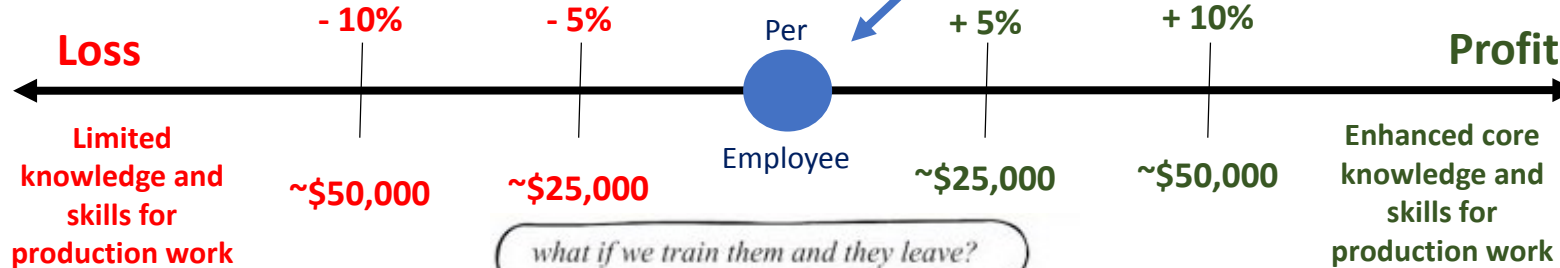 - 10%
- 5%
Per
+ 5%
+ 10%
Loss
Profit
Limited
knowledge and
skills for
production work
~$50,000
~$25,000
Employee
~$25,000
~$50,000
Enhanced core
knowledge and
skills for
production work
what if we train them and they leave?